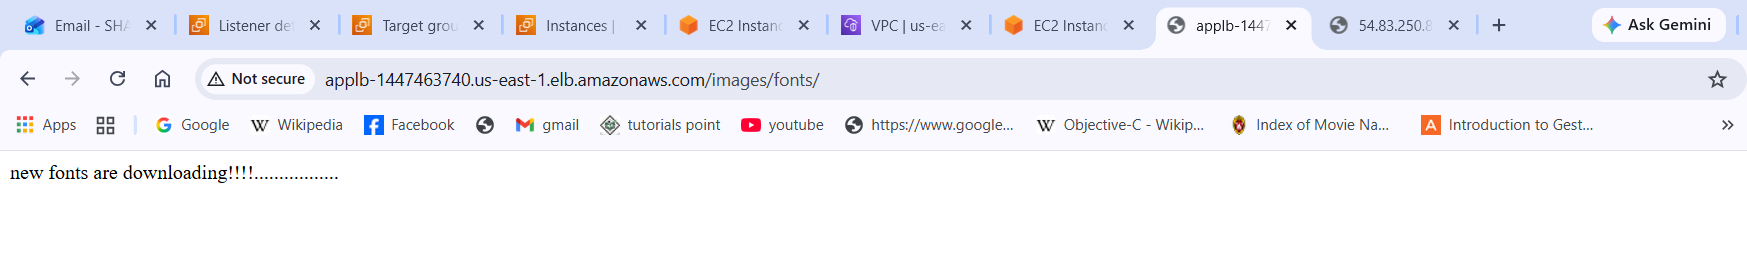 Email - SHA
Listener det
Target grou
Instances |
EC2 Instanc
VPC | us-ea
EC2 Instanc
applb-1447
54.83.250.8
Ask Gemini
Not secure
applb-1447463740.us-east-1.elb.amazonaws.com/images/fonts/
Apps
Google
Wikipedia
Facebook
gmail
tutorials point
youtube
https://www.google...
Objective-C - Wikip...
Index of Movie Na...
Introduction to Gest...
new fonts are downloading!!!!.................